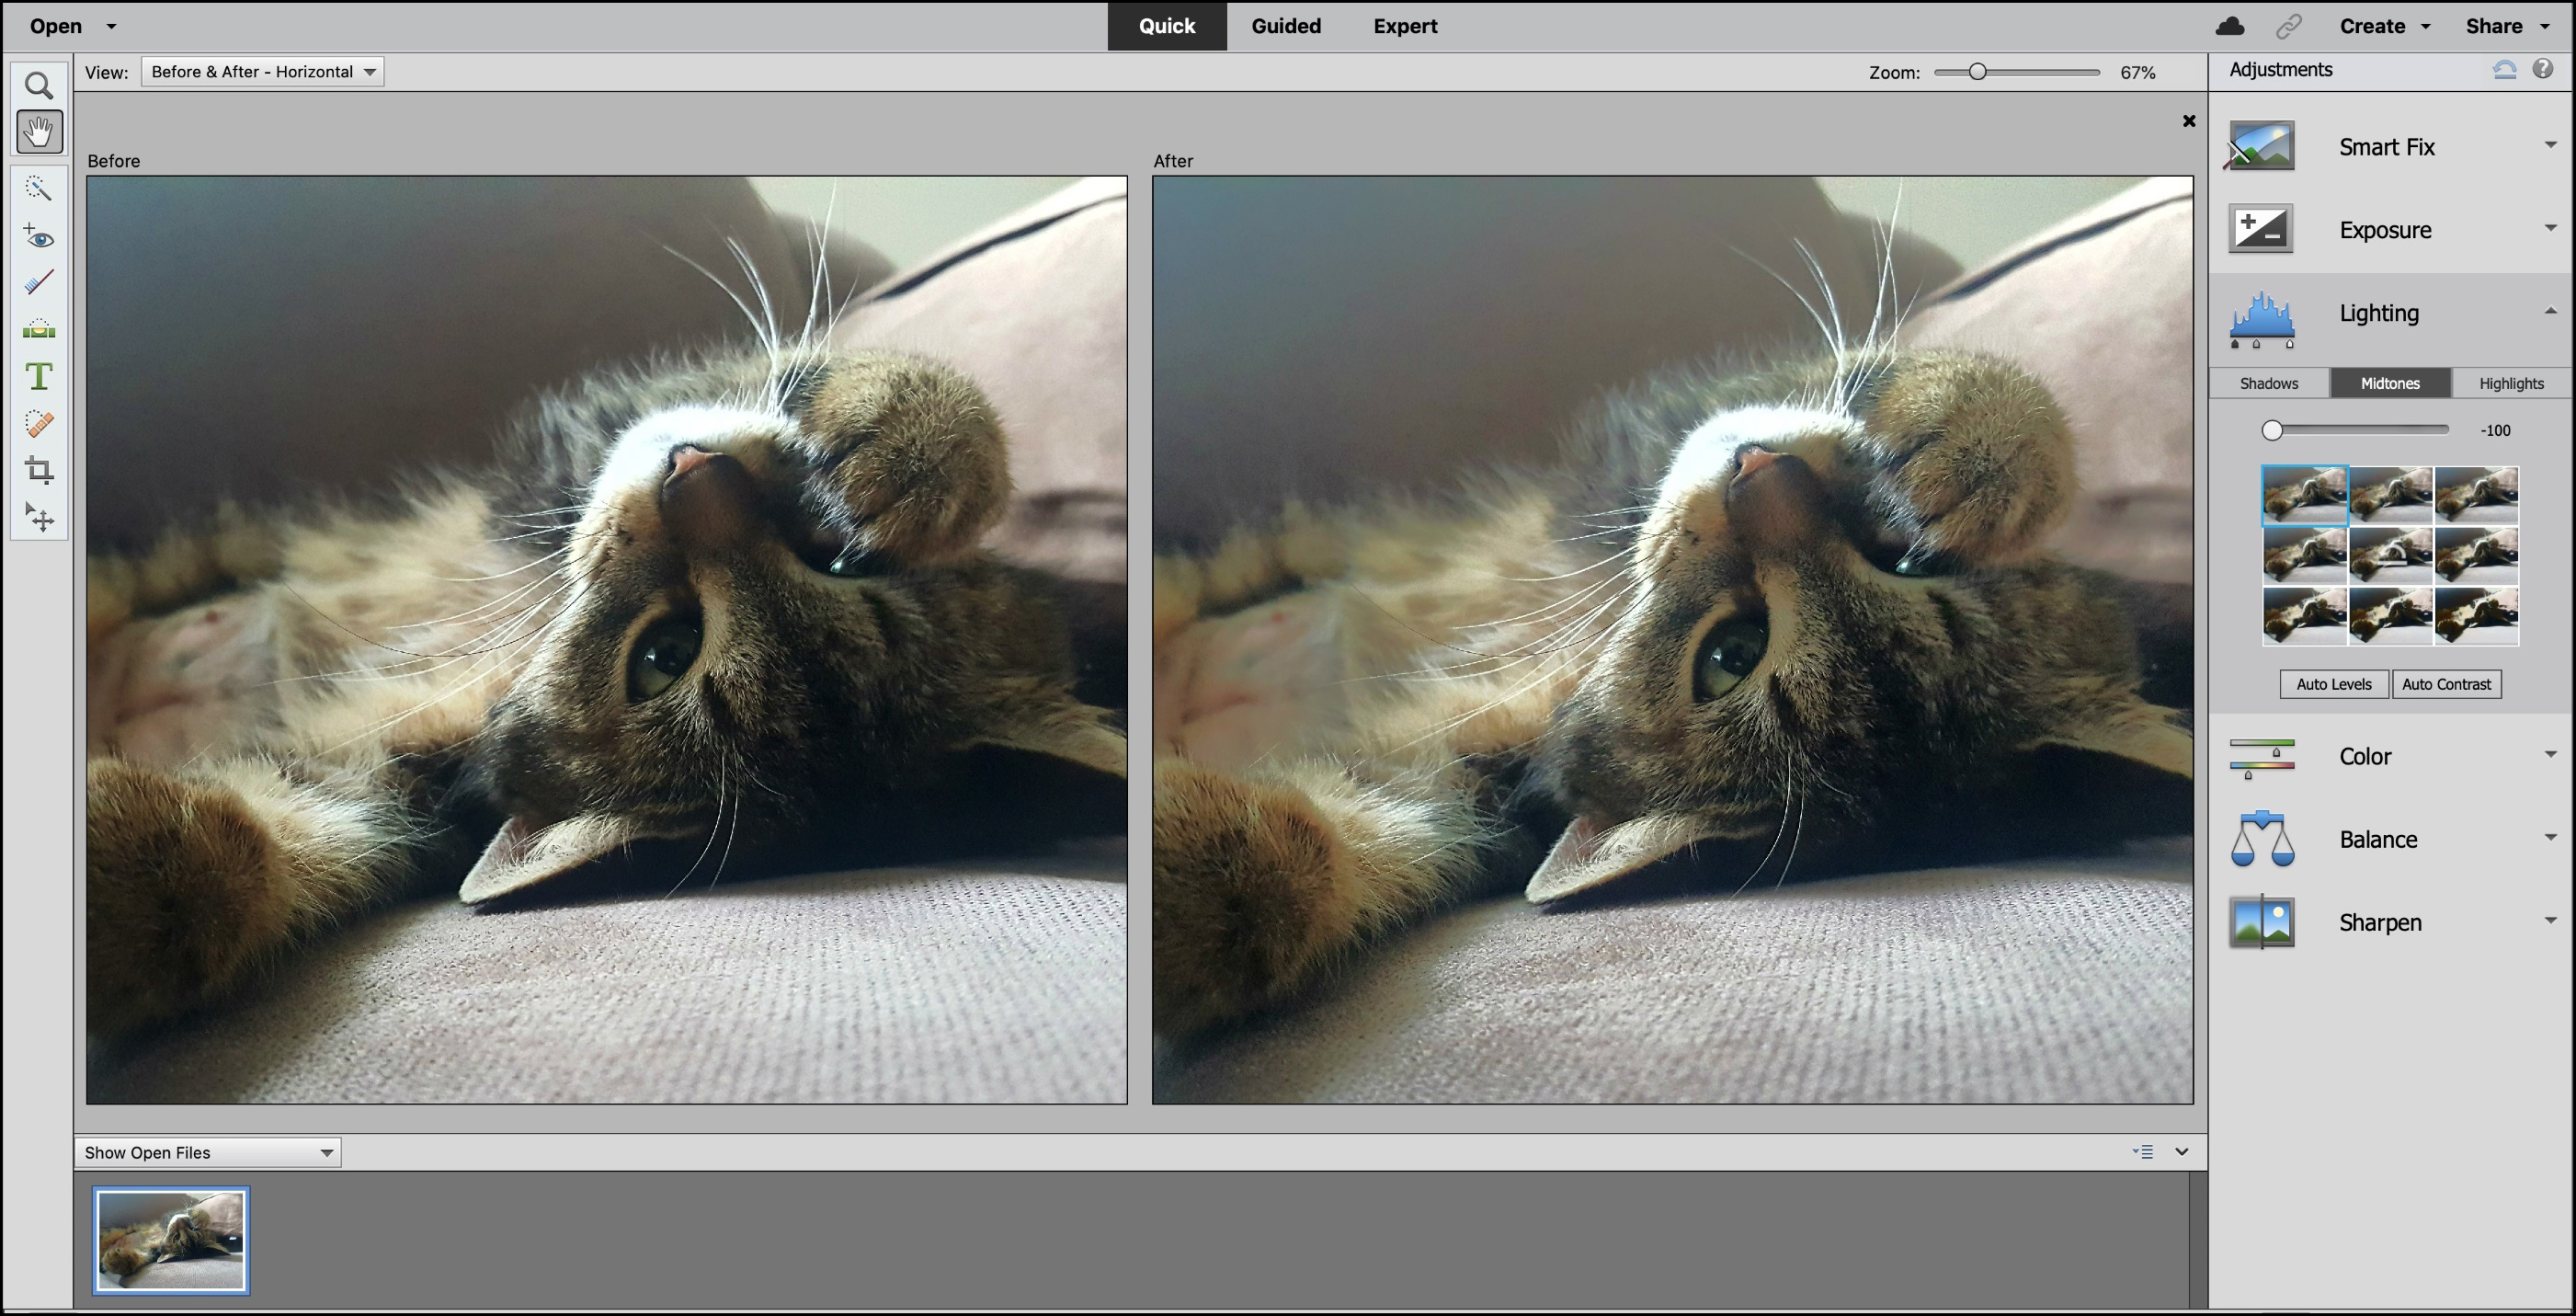 Open Quick Guided Expert Create Share
View: Before & After - Horizontal Zoom: 67%
Adjustments
Before
After
Smart Fix
Exposure
Lighting
Shadows Midtones Highlights
-100
Auto Levels Auto Contrast
Color
Balance
Sharpen
Show Open Files